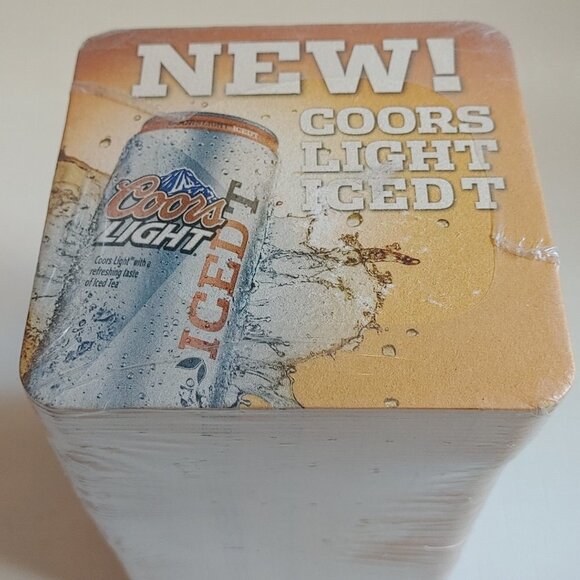 NEW!
COORS
LIGHT
ICED T
Coors
LIGHT
ICED T
Coors Light® with a
refreshing taste
of Iced Tea